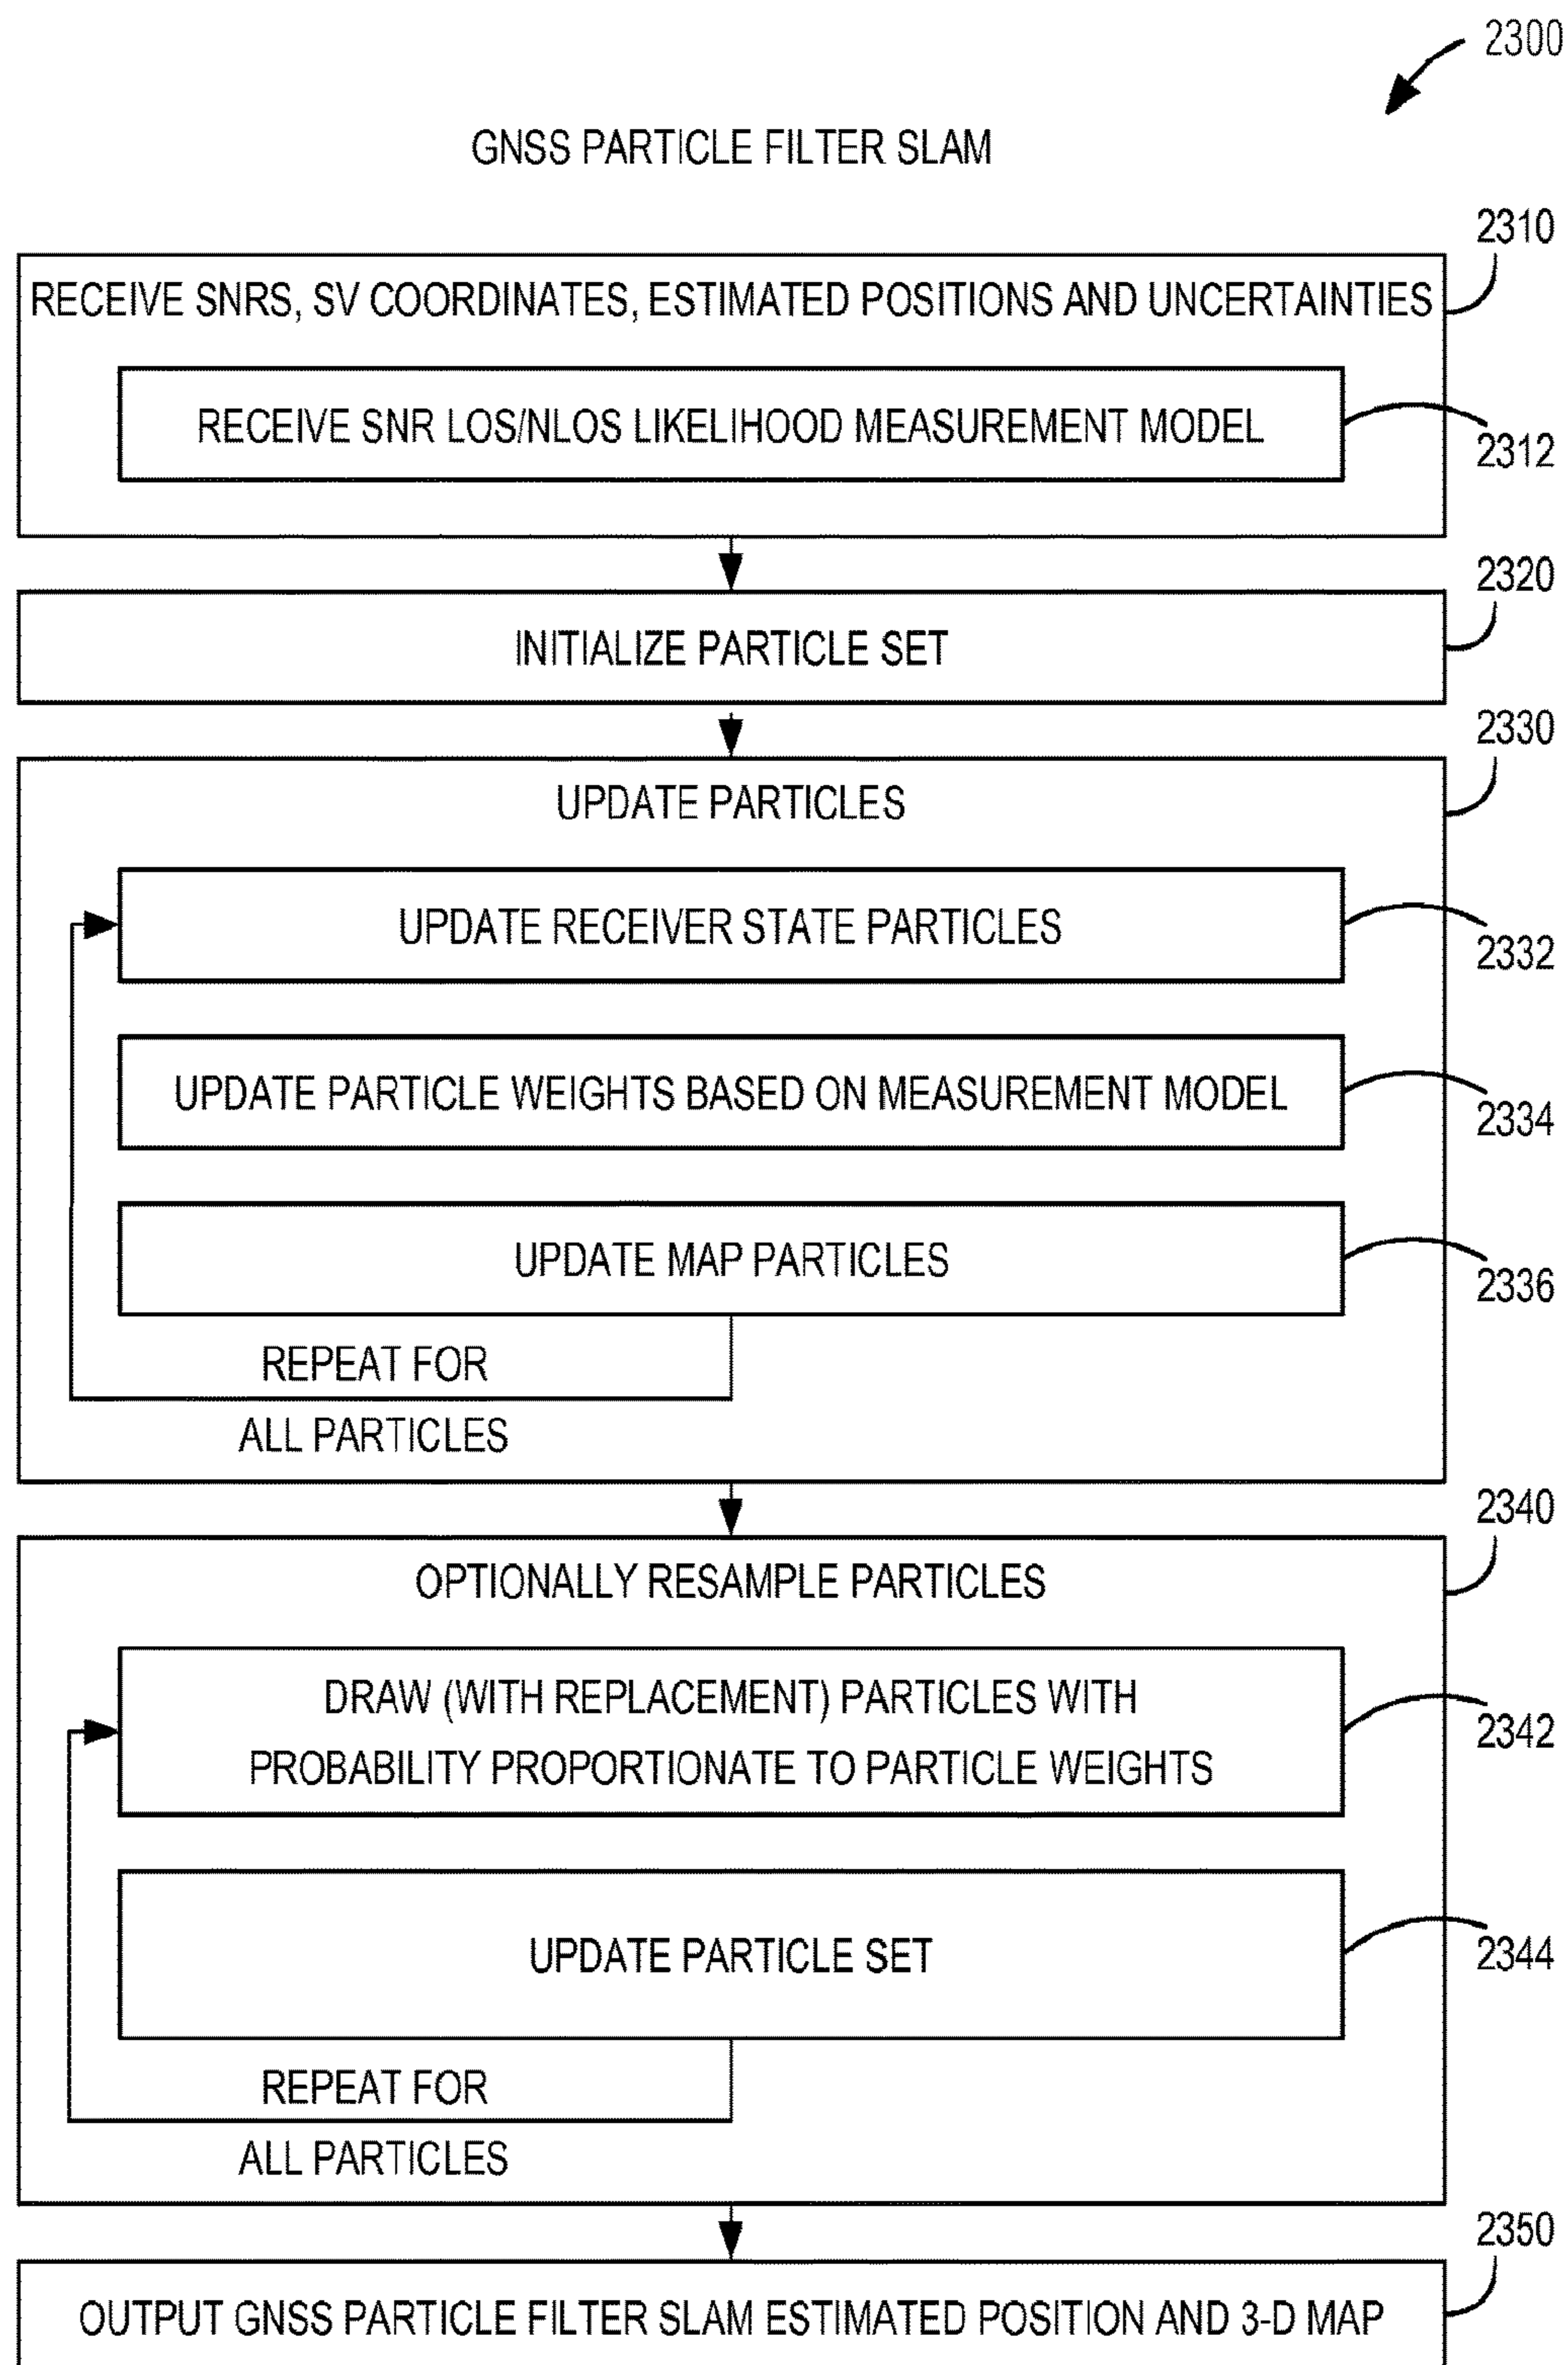 2300
GNSS PARTICLE FILTER SLAM
2310
RECEIVE SNRS, SV COORDINATES, ESTIMATED POSITIONS AND UNCERTAINTIES
RECEIVE SNR LOS/NLOS LIKELIHOOD MEASUREMENT MODEL
2312
2320
INITIALIZE PARTICLE SET
2330
UPDATE PARTICLES
UPDATE RECEIVER STATE PARTICLES
2332
UPDATE PARTICLE WEIGHTS BASED ON MEASUREMENT MODEL
2334
UPDATE MAP PARTICLES
2336
REPEAT FOR
ALL PARTICLES
2340
OPTIONALLY RESAMPLE PARTICLES
DRAW (WITH REPLACEMENT) PARTICLES WITH
PROBABILITY PROPORTIONATE TO PARTICLE WEIGHTS
2342
UPDATE PARTICLE SET
2344
REPEAT FOR
ALL PARTICLES
2350
OUTPUT GNSS PARTICLE FILTER SLAM ESTIMATED POSITION AND 3-D MAP